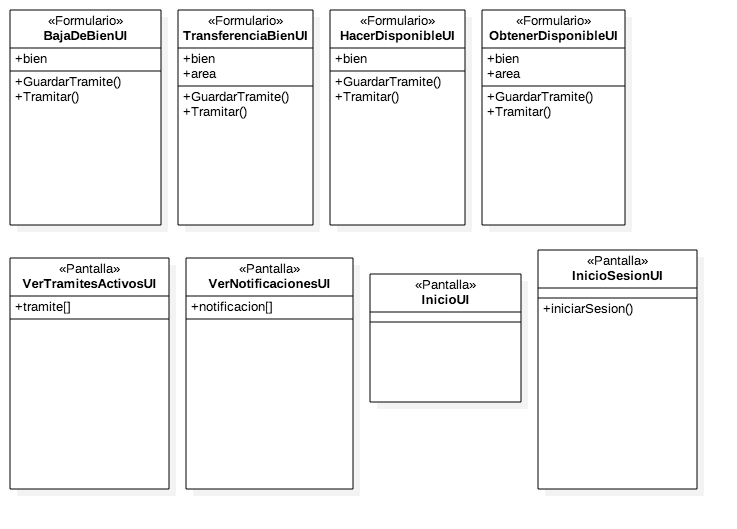 «Formulario»
BajaDeBienUI
+bien
+GuardarTramite()
+Tramitar()
«Formulario»
TransferenciaBienUI
+bien
+area
+GuardarTramite()
+Tramitar()
«Formulario»
HacerDisponibleUI
+bien
+GuardarTramite()
+Tramitar()
«Formulario»
ObtenerDisponibleUI
+bien
+area
+GuardarTramite()
+Tramitar()
«Pantalla»
VerTramitesActivosUI
+tramite[]
«Pantalla»
VerNotificacionesUI
+notificacion[]
«Pantalla»
InicioUI
«Pantalla»
InicioSesionUI
+iniciarSesion()